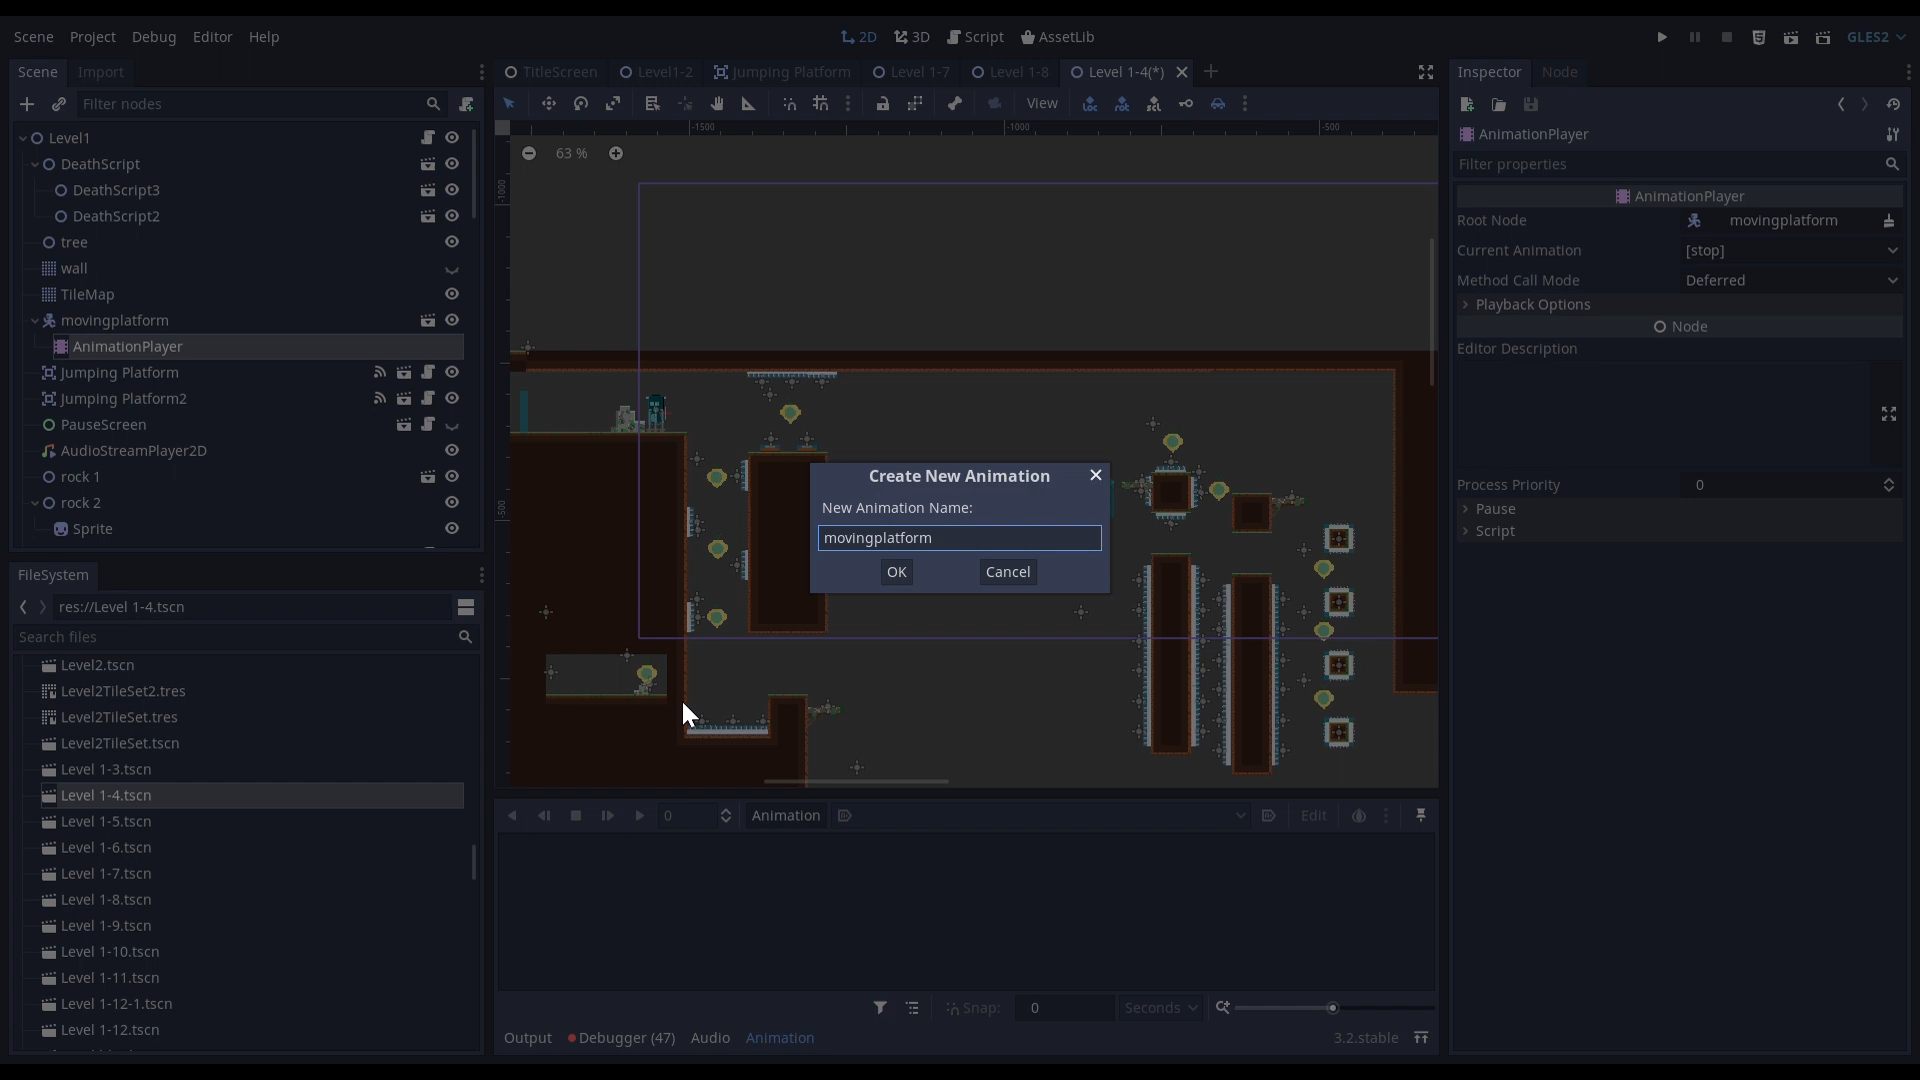 Scene Project Debug Editor Help
2D 3D Script AssetLib
GLES2
Scene Import
Filter nodes
Level1
DeathScript
DeathScript3
DeathScript2
tree
wall
TileMap
movingplatform
AnimationPlayer
Jumping Platform
Jumping Platform2
PauseScreen
AudioStreamPlayer2D
rock 1
rock 2
Sprite
FileSystem
res://Level 1-4.tscn
Search files
Level2.tscn
Level2TileSet2.tres
Level2TileSet.tres
Level2TileSet.tscn
Level 1-3.tscn
Level 1-4.tscn
Level 1-5.tscn
Level 1-6.tscn
Level 1-7.tscn
Level 1-8.tscn
Level 1-9.tscn
Level 1-10.tscn
Level 1-11.tscn
Level 1-12-1.tscn
Level 1-12.tscn
TitleScreen Level1-2 Jumping Platform Level 1-7 Level 1-8 Level 1-4(*)
View
-1500 -1000 -500
63 %
-1000
-500
Create New Animation
New Animation Name:
movingplatform
OK Cancel
0 Animation Edit
Snap: 0 Seconds
Output Debugger (47) Audio Animation 3.2.stable
Inspector Node
AnimationPlayer
Filter properties
AnimationPlayer
Root Node movingplatform
Current Animation [stop]
Method Call Mode Deferred
Playback Options
Node
Editor Description
Process Priority 0
Pause
Script